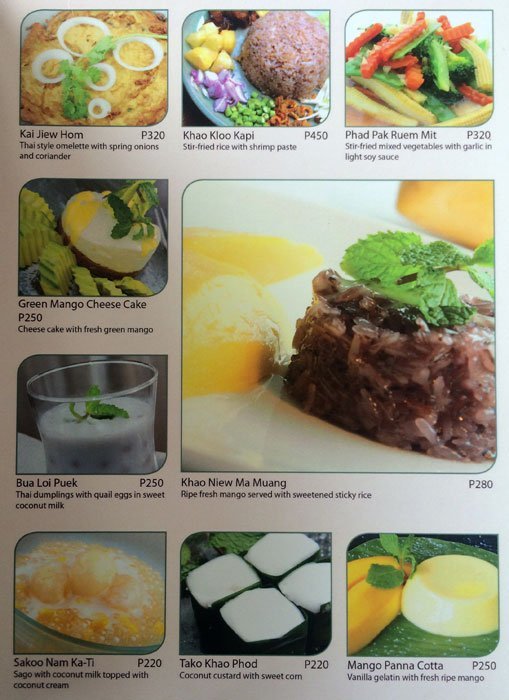 Kai Jiew Hom P320
Thai style omelette with spring onions
and coriander
Khao Kloo Kapi P450
Stir-fried rice with shrimp paste
Phad Pak Ruem Mit P320
Stir-fried mixed vegetables with garlic in
light soy sauce
Green Mango Cheese Cake
P250
Cheese cake with fresh green mango
Bua Loi Puek P250
Thai dumplings with quail eggs in sweet
coconut milk
Khao Niew Ma Muang P280
Ripe fresh mango served with sweetened sticky rice
Sakoo Nam Ka-Ti P220
Sago with coconut milk topped with
coconut cream
Tako Khao Phod P220
Coconut custard with sweet corn
Mango Panna Cotta P250
Vanilla gelatin with fresh ripe mango